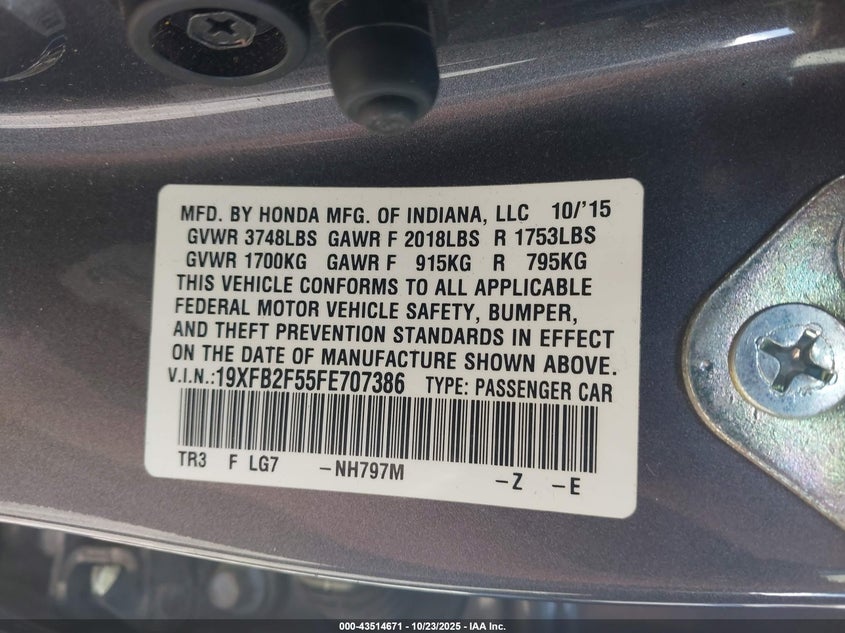 MFD. BY HONDA MFG. OF INDIANA, LLC 10/'15
GVWR 3748LBS GAWR F 2018LBS R 1753LBS
GVWR 1700KG GAWR F 915KG R 795KG
THIS VEHICLE CONFORMS TO ALL APPLICABLE
FEDERAL MOTOR VEHICLE SAFETY, BUMPER,
AND THEFT PREVENTION STANDARDS IN EFFECT
ON THE DATE OF MANUFACTURE SHOWN ABOVE.
V.I.N.:19XFB2F55FE707386 TYPE: PASSENGER CAR
TR3 F LG7 -NH797M -Z -E
000-43514671 - 10/23/2025 - IAA Inc.